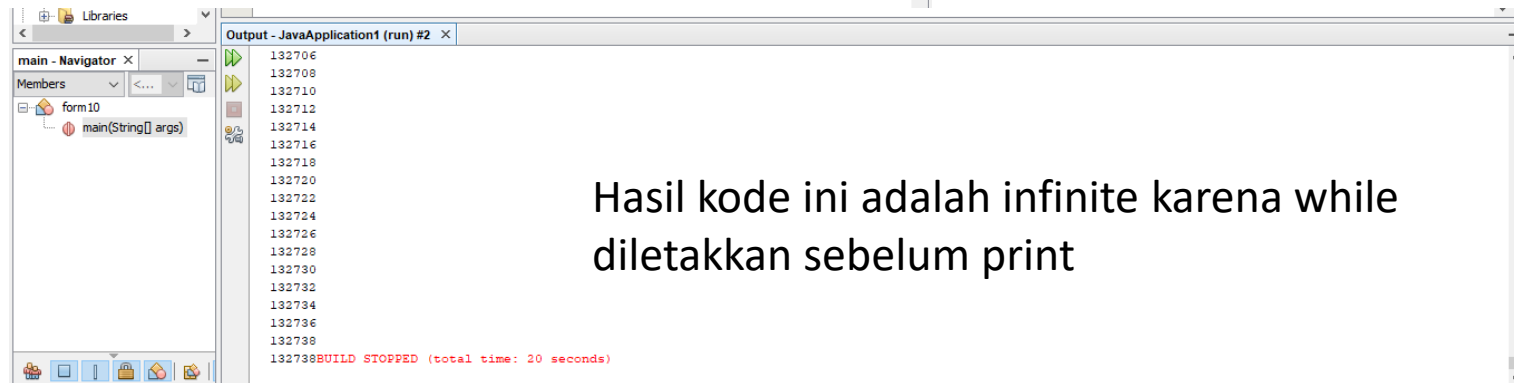 Libraries
Output - JavaApplication1 (run) #2 ×
main - Navigator ×
Members
<...
form10
main(String[] args)
132706
132708
132710
132712
132714
132716
132718
132720
132722
132724
132726
132728
132730
132732
132734
132736
132738
132738BUILD STOPPED (total time: 20 seconds)
Hasil kode ini adalah infinite karena while
diletakkan sebelum print